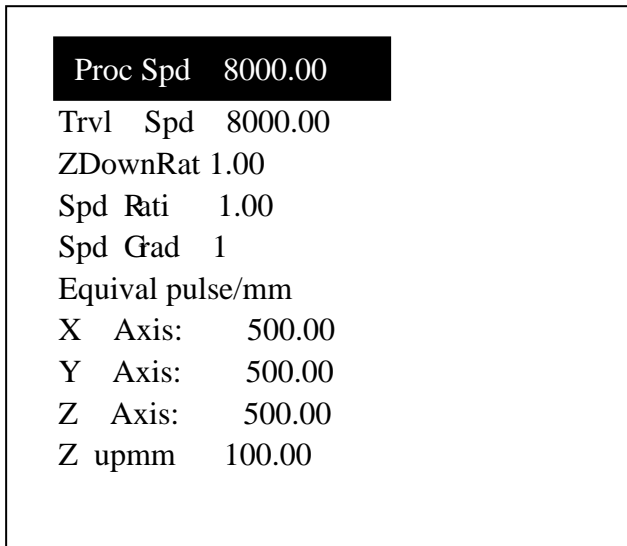 Proc Spd 8000.00
Trvl Spd 8000.00
ZDownRat 1.00
Spd Rati 1.00
Spd Grad 1
Equival pulse/mm
X Axis: 500.00
Y Axis: 500.00
Z Axis: 500.00
Z upmm 100.00